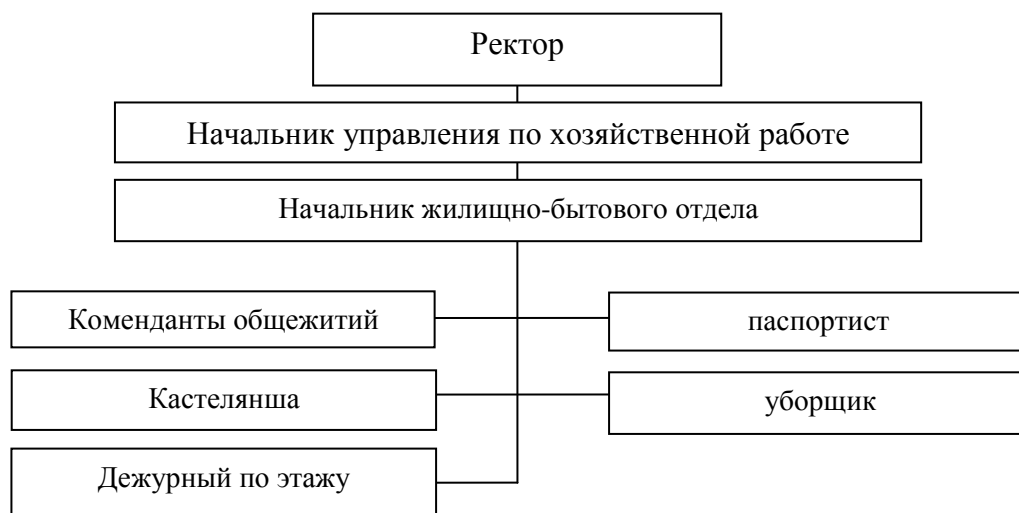 Ректор
Начальник управления по хозяйственной работе
Начальник жилищно-бытового отдела
Коменданты общежитий
паспортист
Кастелянша
уборщик
Дежурный по этажу